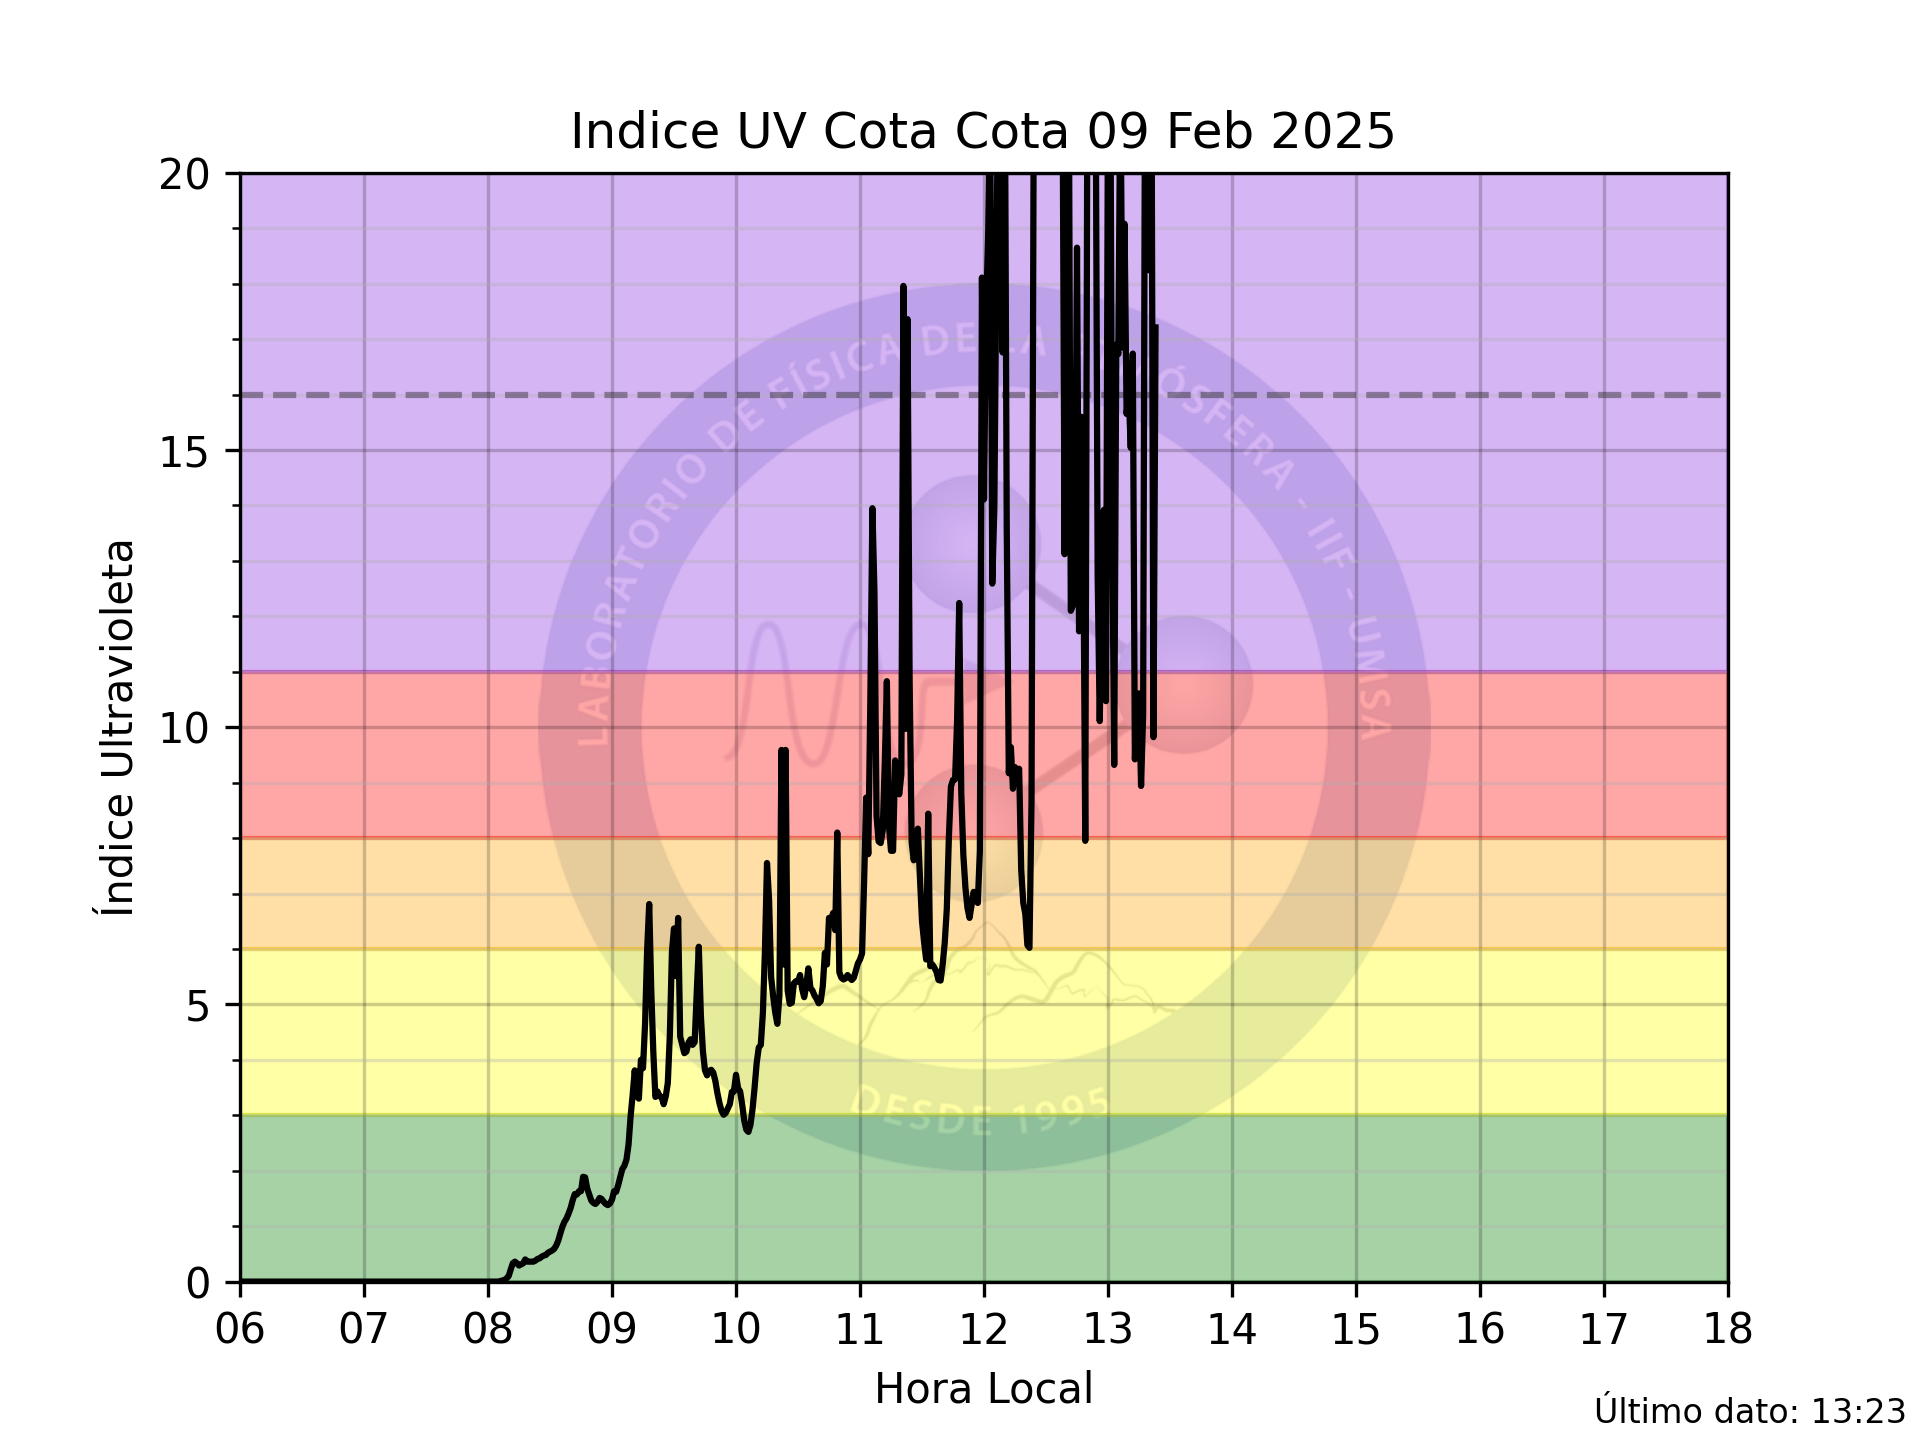 Indice UV Cota Cota 09 Feb 2025
20
15
10
5
0
Índice Ultravioleta
LABORATORIO DE FÍSICA DE LA ÓSFERA - IIF - UMSA
DESDE 1995
06 07 08 09 10 11 12 13 14 15 16 17 18
Hora Local
Último dato: 13:23